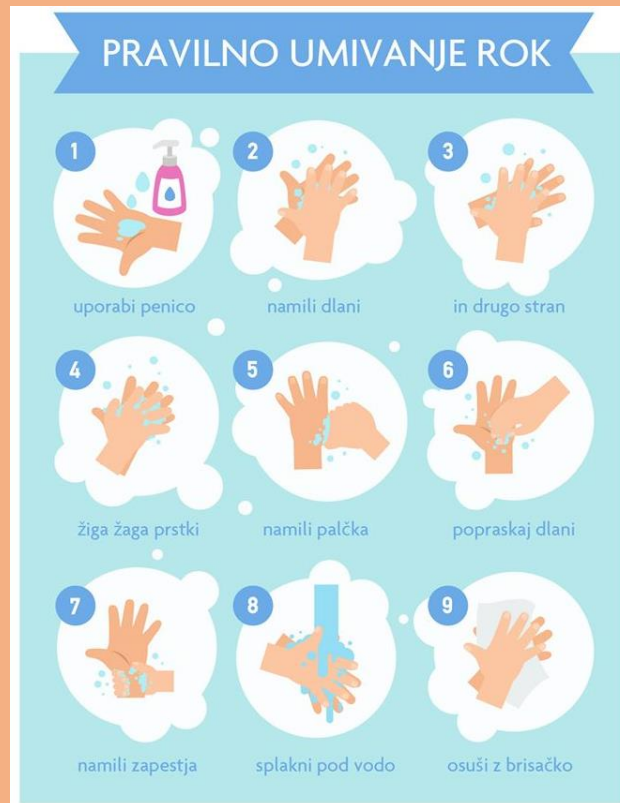 PRAVILNO UMIVANJE ROK
1
uporabi penico
2
namili dlani
3
in drugo stran
4
žiga žaga prstki
5
namili palčka
6
popraskaj dlani
7
namili zapestja
8
splakni pod vodo
9
osuši z brisačko